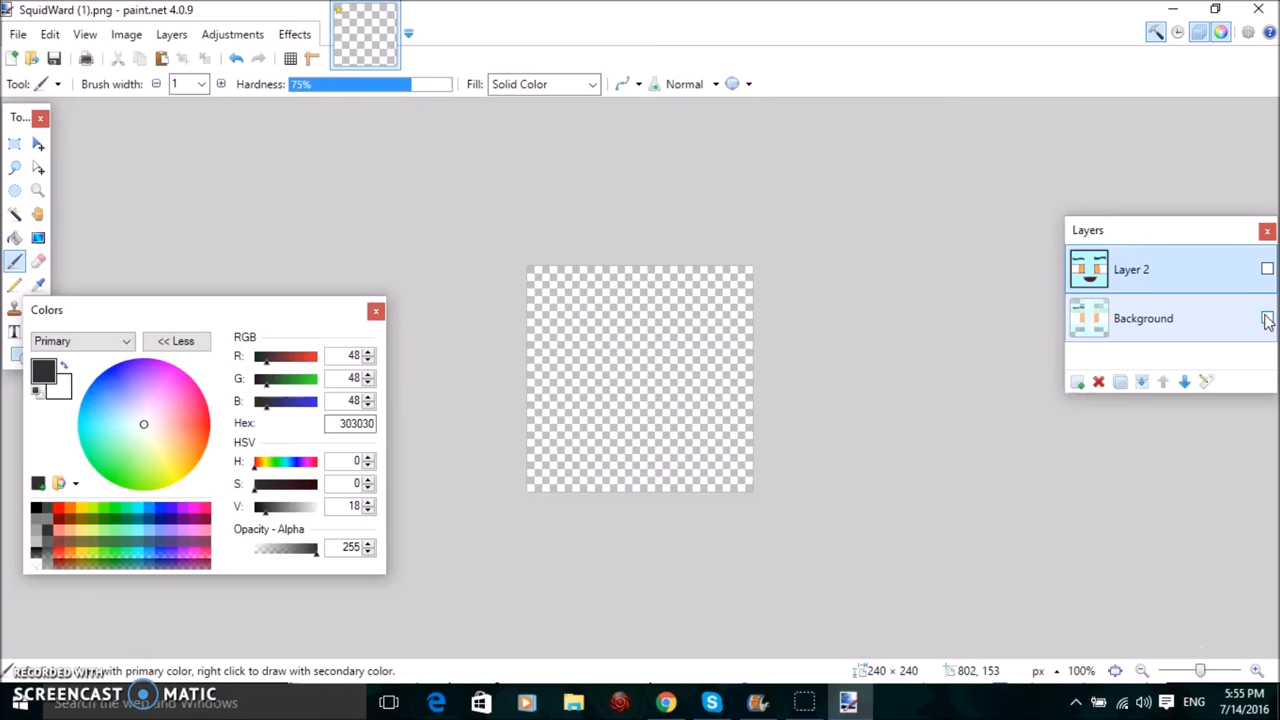 SquidWard (1).png - paint.net 4.0.9
File Edit View Image Layers Adjustments Effects
Tool: Brush width: 1 Hardness: 75% Fill: Solid Color Normal
To...
Layers
Layer 2
Background
Colors
Primary << Less
RGB
R: 48
G: 48
B: 48
Hex: 303030
HSV
H: 0
S: 0
V: 18
Opacity - Alpha
255
T
with primary color, right click to draw with secondary color. 240 × 240 802, 153 px 100%
RECORDED WITH
SCREENCAST MATIC
Search the web and Windows
ENG
5:55 PM
7/14/2016